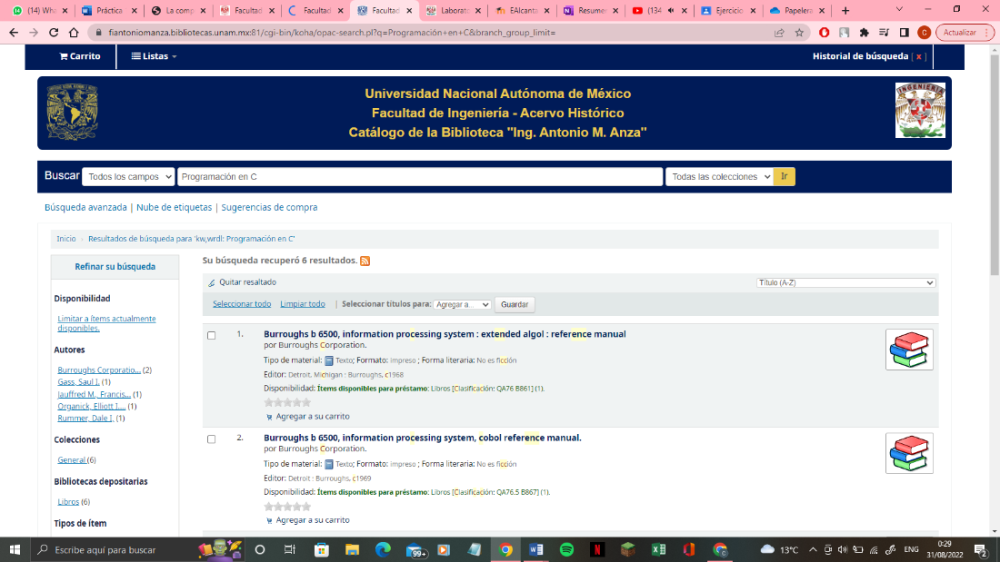 (14) Wha
Práctica
La comp
Facultad
Facultad
Facultad
Laborat
EAlcanta
Resumen
(134
Ejercicio
Papelera
fiantoniomanza.bibliotecas.unam.mx:81/cgi-bin/koha/opac-search.pl?q=Programación+en+C&branch_group_limit=
C
Actualizar
Carrito
Listas
Historial de búsqueda [ x ]
Universidad Nacional Autónoma de México
Facultad de Ingeniería - Acervo Histórico
Catálogo de la Biblioteca "Ing. Antonio M. Anza"
INGENIERIA
Buscar Todos los campos Programación en C Todas las colecciones Ir
Búsqueda avanzada | Nube de etiquetas | Sugerencias de compra
Inicio › Resultados de búsqueda para 'kw,wrdl: Programación en C'
Refinar su búsqueda
Disponibilidad
Limitar a ítems actualmente
disponibles.
Autores
Burroughs Corporatio... (2)
Gass, Saul I. (1)
Jauffred M., Francis... (1)
Organick, Elliott I.... (1)
Rummer, Dale I. (1)
Colecciones
General (6)
Bibliotecas depositarias
Libros (6)
Tipos de ítem
Su búsqueda recuperó 6 resultados.
Quitar resaltado
Título (A-Z)
Seleccionar todo Limpiar todo | Seleccionar títulos para: Agregar a... Guardar
1. Burroughs b 6500, information processing system : extended algol : reference manual
por Burroughs Corporation.
Tipo de material: Texto; Formato: impreso ; Forma literaria: No es ficción
Editor: Detroit, Michigan : Burroughs, c1968
Disponibilidad: Ítems disponibles para préstamo: Libros [Clasificación: QA76 B861] (1).
Agregar a su carrito
2. Burroughs b 6500, information processing system, cobol reference manual.
por Burroughs Corporation.
Tipo de material: Texto; Formato: impreso ; Forma literaria: No es ficción
Editor: Detroit : Burroughs, c1969
Disponibilidad: Ítems disponibles para préstamo: Libros [Clasificación: QA76.5 B867] (1).
Agregar a su carrito
Escribe aquí para buscar
99+
13°C
ENG
0:29
31/08/2022
2